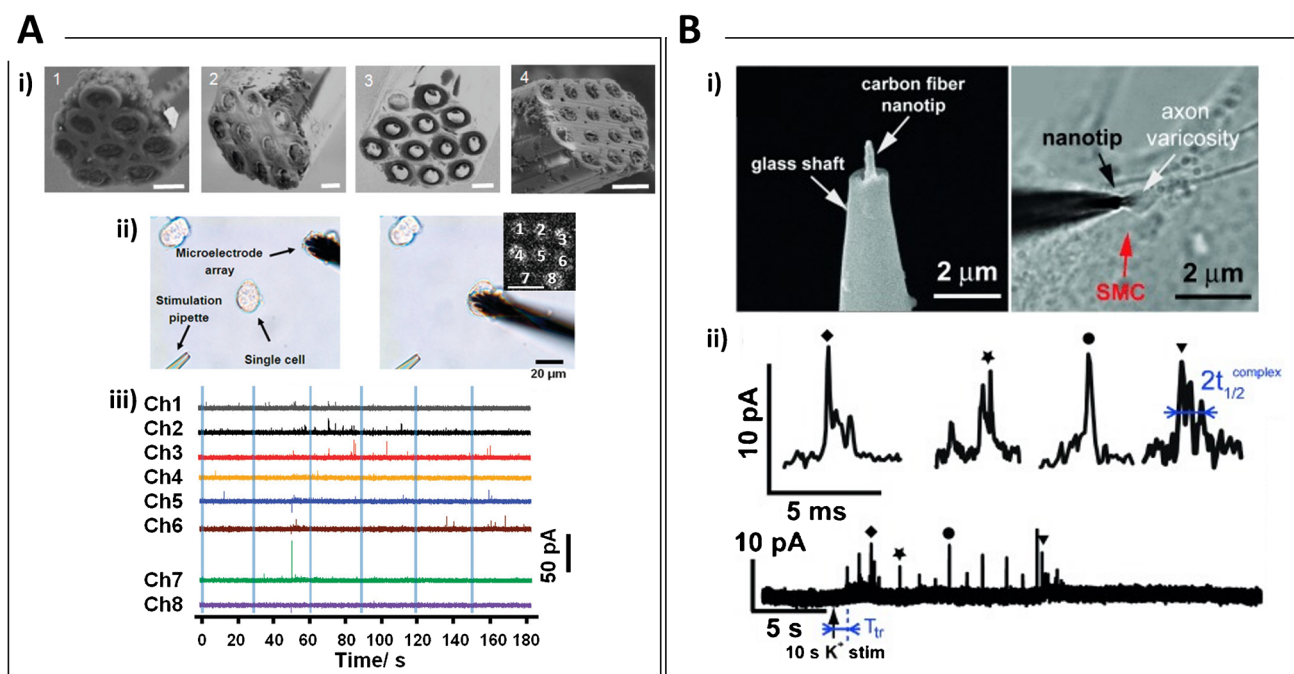 A
i)
1
2
3
4
ii)
Microelectrode
array
Stimulation
pipette
Single cell
1 2 3
4 5 6
7 8
20 μm
iii)
Ch1
Ch2
Ch3
Ch4
Ch5
Ch6
Ch7
Ch8
50 pA
0 20 40 60 80 100 120 140 160 180
Time/ s
B
i)
carbon fiber
nanotip
glass shaft
2 μm
nanotip
axon
varicosity
SMC
2 μm
ii)
10 pA
2t1/2complex
5 ms
10 pA
5 s
Ttr
10 s K+ stim